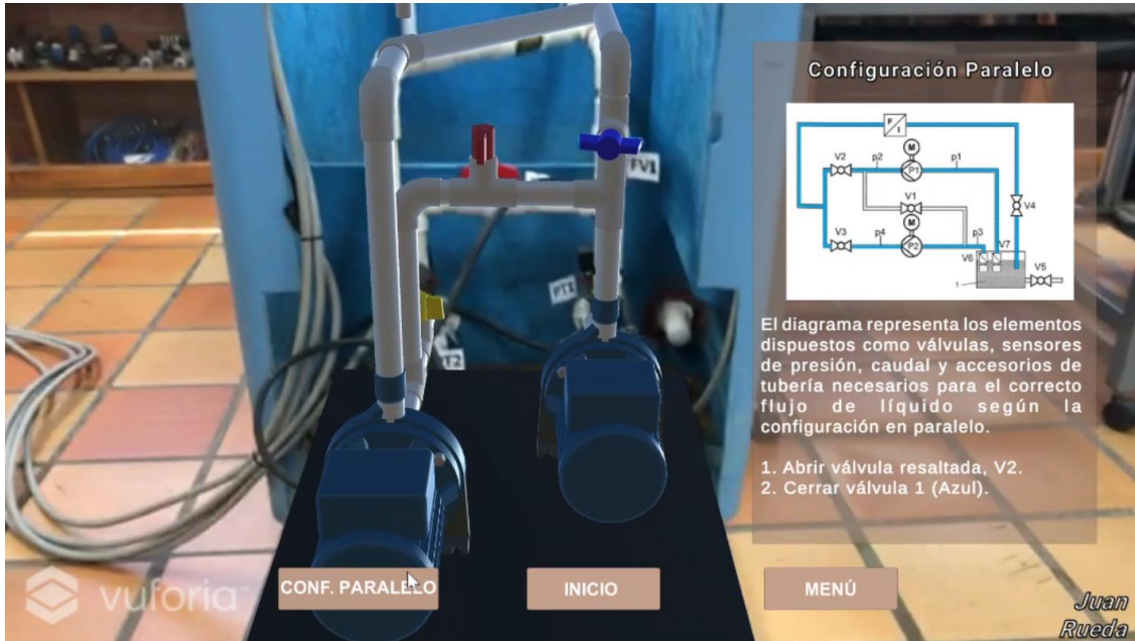 Configuración Paralelo
F
I
M
V2
p2
P1
p1
V1
V4
M
V3
p4
P2
p3
V7
V6
V5
1
FV1
PT1
T2
El diagrama representa los elementos
dispuestos como válvulas, sensores
de presión, caudal y accesorios de
tubería necesarios para el correcto
flujo de líquido según la
configuración en paralelo.
1. Abrir válvula resaltada, V2.
2. Cerrar válvula 1 (Azul).
CONF. PARALELO
INICIO
MENÚ
vuforia
Juan
Rueda